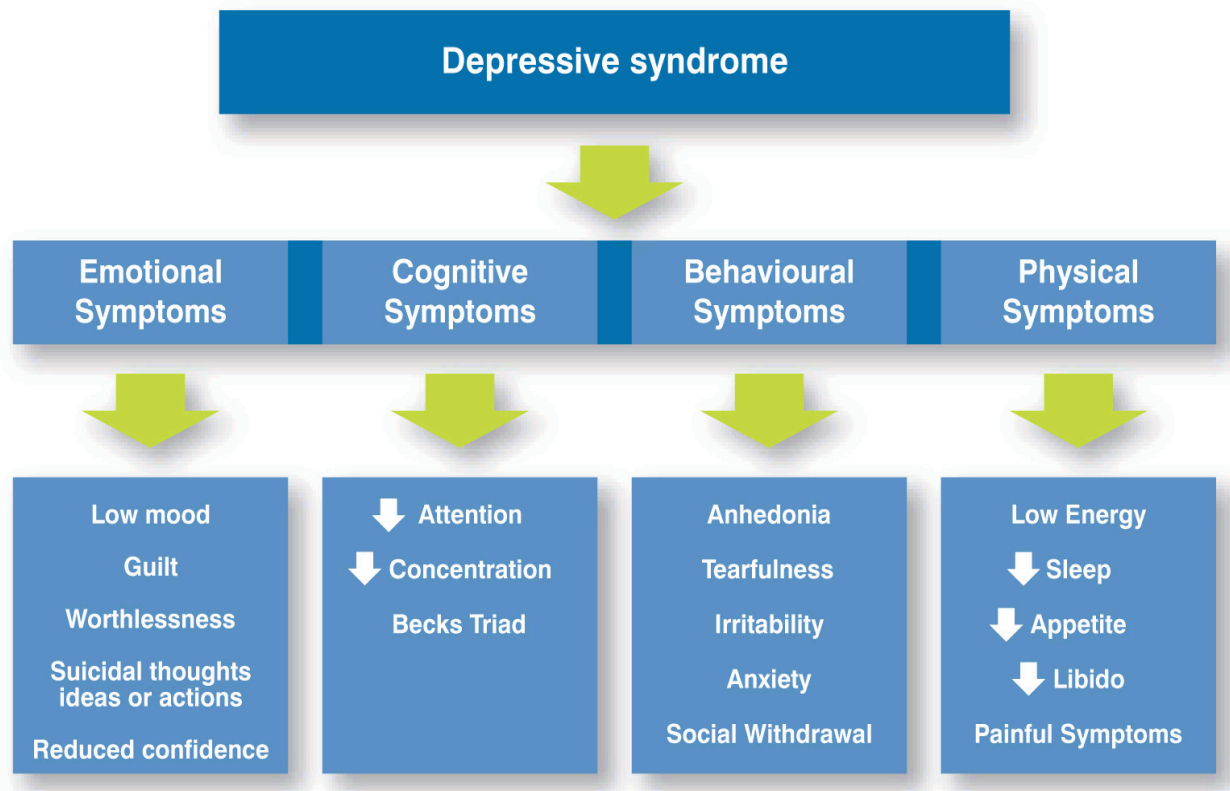 Depressive syndrome
Emotional
Symptoms
Cognitive
Symptoms
Behavioural
Symptoms
Physical
Symptoms
Low mood
Guilt
Worthlessness
Suicidal thoughts
ideas or actions
Reduced confidence
Attention
Concentration
Becks Triad
Anhedonia
Tearfulness
Irritability
Anxiety
Social Withdrawal
Low Energy
Sleep
Appetite
Libido
Painful Symptoms